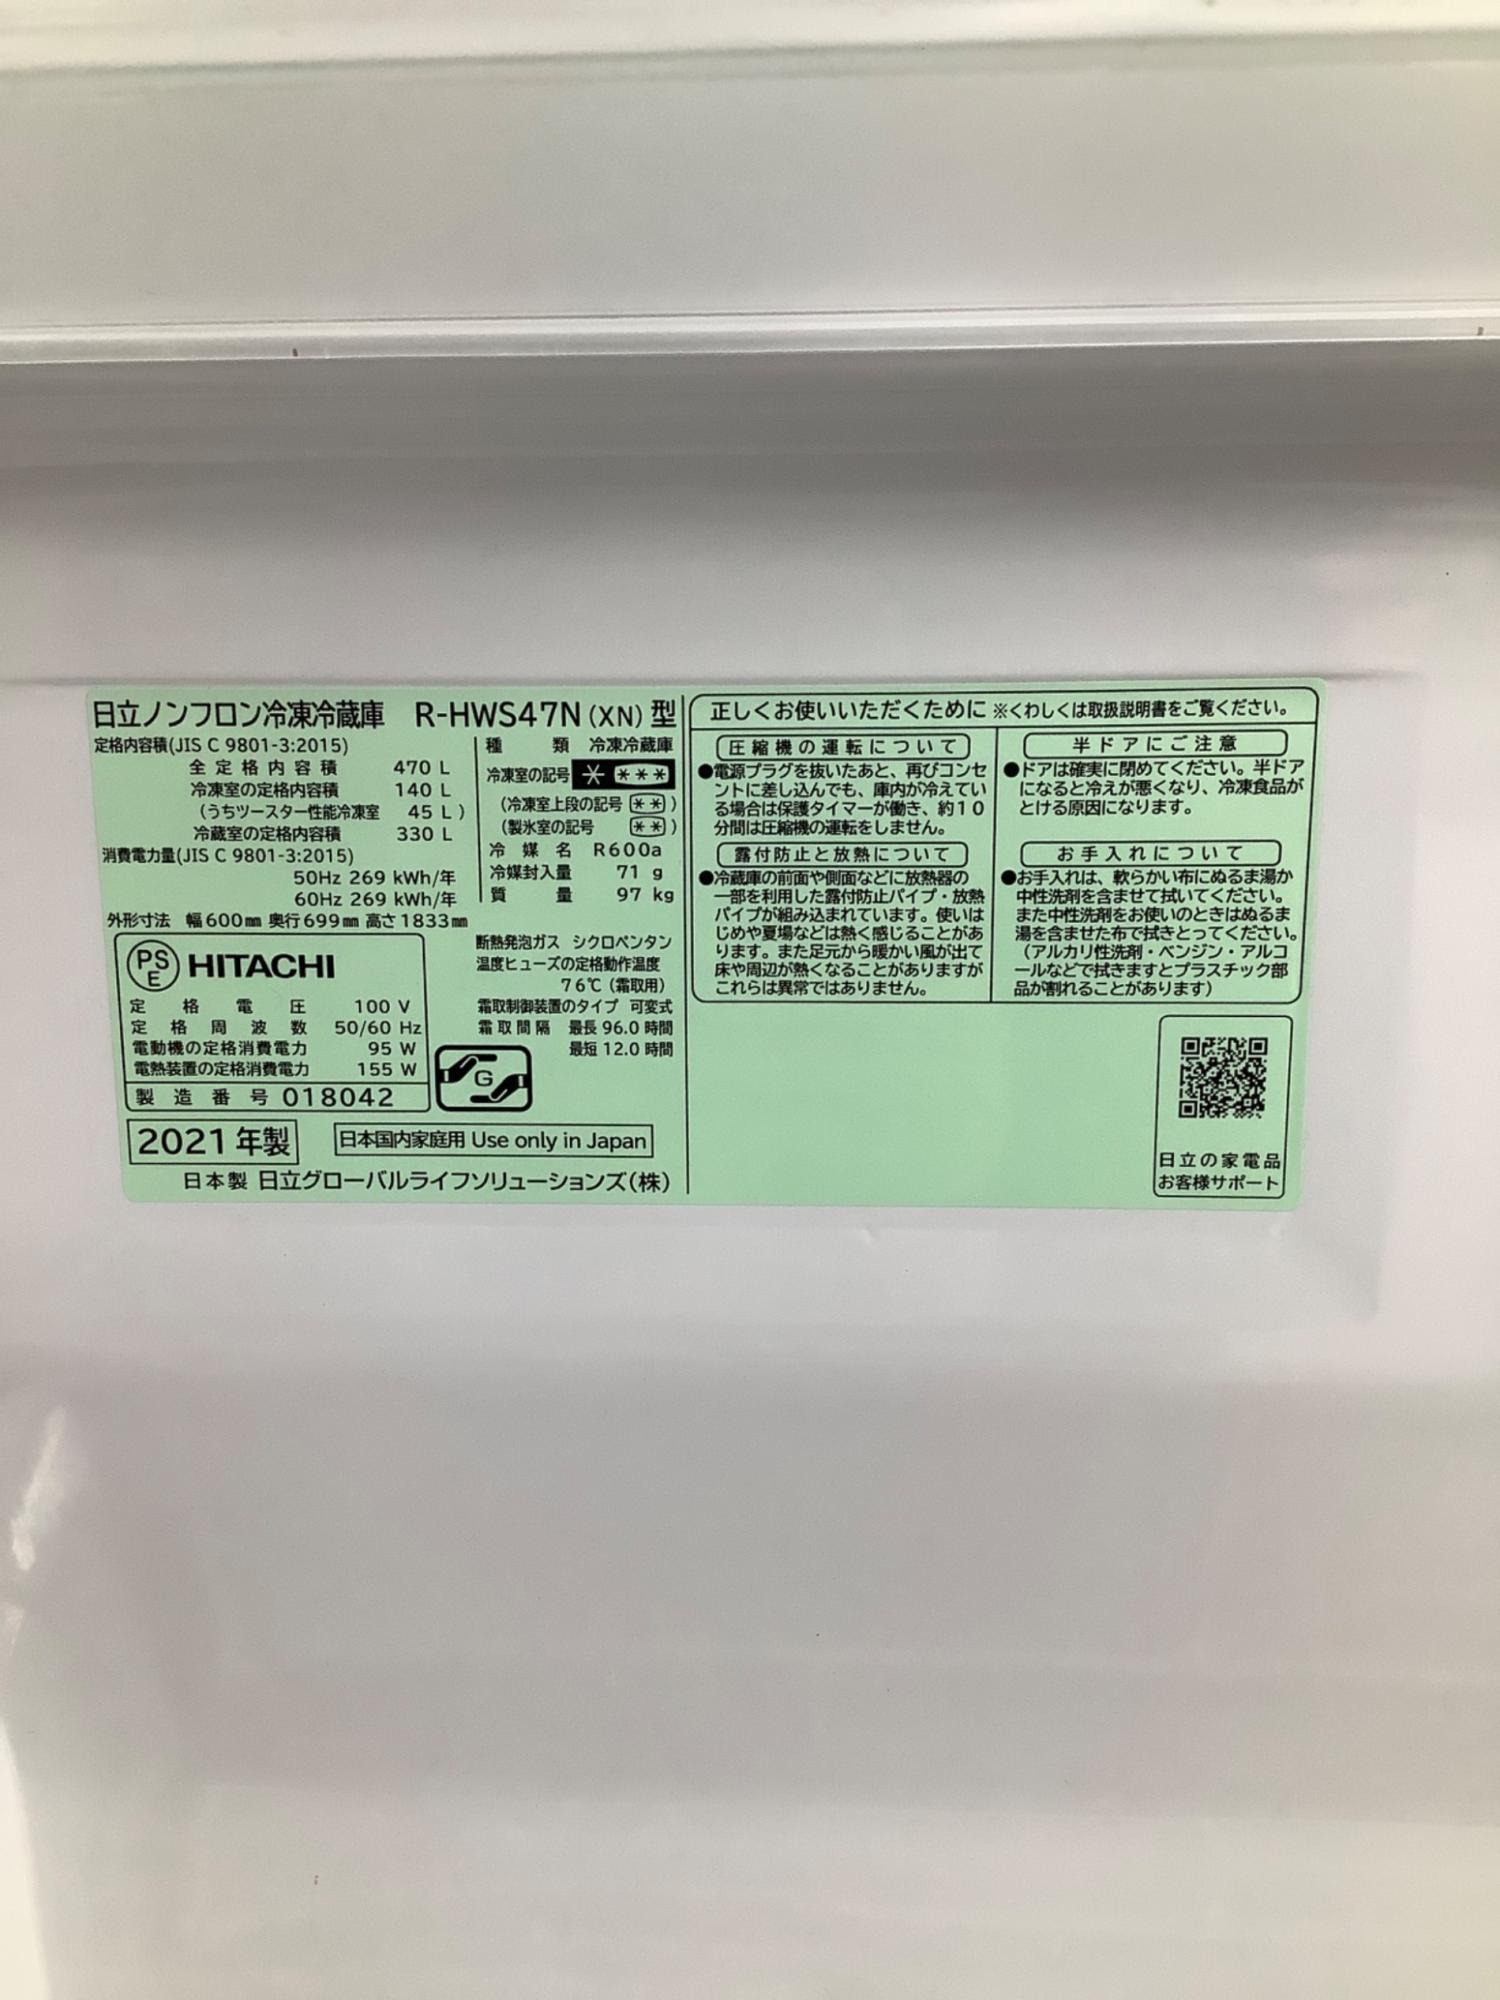 日立ノンフロン冷凍冷蔵庫 R-HWS47N(XN)型
定格内容積(JIS C 9801-3:2015)
全定格内容積 470 L
冷凍室の定格内容積 140 L
(うちツースター性能冷凍室 45 L)
冷蔵室の定格内容積 330 L
消費電力量(JIS C 9801-3:2015)
50Hz 269 kWh/年
60Hz 269 kWh/年
外形寸法 幅600mm 奥行699mm 高さ1833mm
種類 冷凍冷蔵庫
冷凍室の記号 * ***
(冷凍室上段の記号 **)
(製氷室の記号 **)
冷媒名 R600a
冷媒封入量 71 g
質量 97 kg
PS
E
HITACHI
定格電圧 100 V
定格周波数 50/60 Hz
電動機の定格消費電力 95 W
電熱装置の定格消費電力 155 W
製造番号 018042
断熱発泡ガス シクロペンタン
温度ヒューズの定格動作温度
76℃(霜取用)
霜取制御装置のタイプ 可変式
霜取間隔 最長 96.0 時間
最短 12.0 時間
G
2021年製
日本国内家庭用 Use only in Japan
日本製 日立グローバルライフソリューションズ(株)
正しくお使いいただくために ※くわしくは取扱説明書をご覧ください。
圧縮機の運転について
●電源プラグを抜いたあと、再びコンセ
ントに差し込んでも、庫内が冷えてい
る場合は保護タイマーが働き、約10
分間は圧縮機の運転をしません。
露付防止と放熱について
●冷蔵庫の前面や側面などに放熱器の
一部を利用した露付防止パイプ・放熱
パイプが組み込まれています。使いは
じめや夏場などは熱く感じることがあ
ります。また足元から暖かい風が出て
床や周辺が熱くなることがありますが
これらは異常ではありません。
半ドアにご注意
●ドアは確実に閉めてください。半ドア
になると冷えが悪くなり、冷凍食品が
とける原因になります。
お手入れについて
●お手入れは、軟らかい布にぬるま湯か
中性洗剤を含ませて拭いてください。
また中性洗剤をお使いのときはぬるま
湯を含ませた布で拭きとってください。
(アルカリ性洗剤・ベンジン・アルコ
ールなどで拭きますとプラスチック部
品が割れることがあります)
日立の家電品
お客様サポート